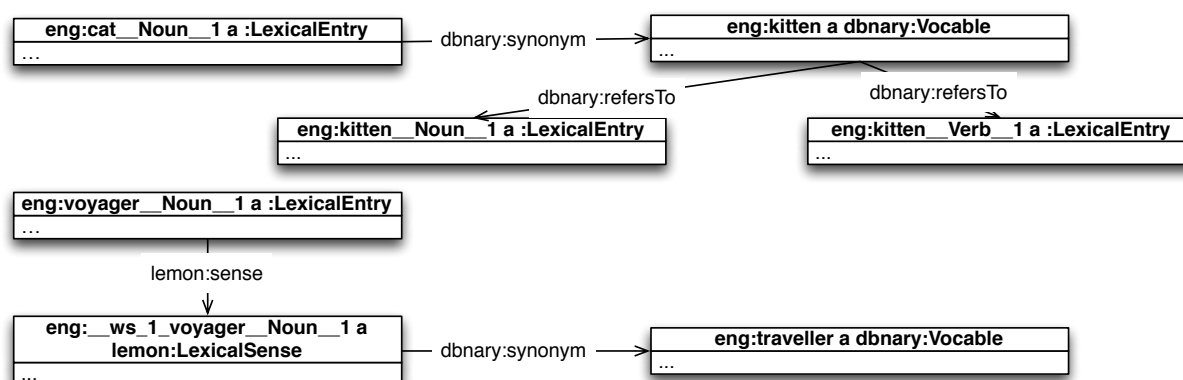 eng:cat__Noun__1 a :LexicalEntry
...
dbnary:synonym
eng:kitten a dbnary:Vocable
...
dbnary:refersTo
dbnary:refersTo
eng:kitten__Noun__1 a :LexicalEntry
...
eng:kitten__Verb__1 a :LexicalEntry
...
eng:voyager__Noun__1 a :LexicalEntry
...
lemon:sense
eng:__ws_1_voyager__Noun__1 a
lemon:LexicalSense
...
dbnary:synonym
eng:traveller a dbnary:Vocable
...